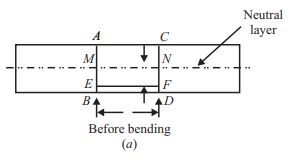 Neutral
layer
A C
M N
E F
B D
Before bending
(a)